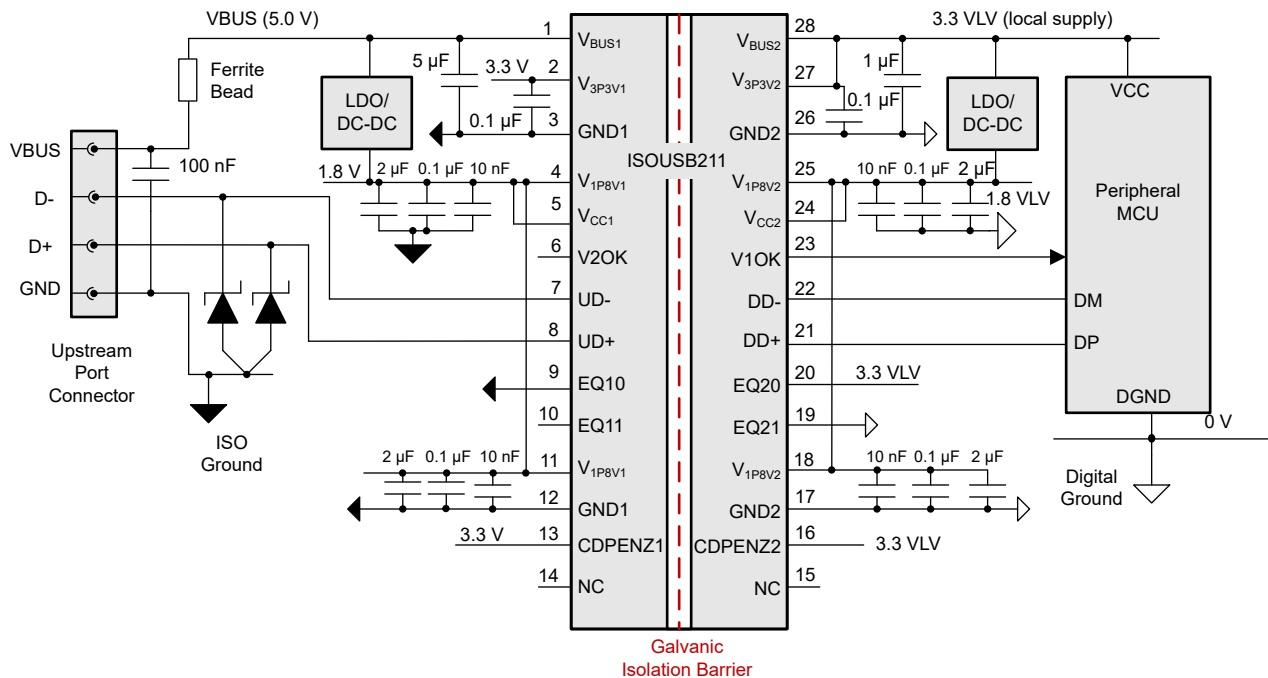 VBUS (5.0 V)
3.3 VLV (local supply)
Ferrite
Bead
LDO/
DC-DC
5 µF
3.3 V
0.1 µF
1.8 V
2 µF
0.1 µF
10 nF
VBUS
D-
D+
GND
100 nF
Upstream
Port
Connector
ISO
Ground
2 µF
0.1 µF
10 nF
3.3 V
1
2
3
4
5
6
7
8
9
10
11
12
13
14
VBUS1
V3P3V1
GND1
V1P8V1
VCC1
V2OK
UD-
UD+
EQ10
EQ11
V1P8V1
GND1
CDPENZ1
NC
ISOUSB211
VBUS2
V3P3V2
GND2
V1P8V2
VCC2
V1OK
DD-
DD+
EQ20
EQ21
V1P8V2
GND2
CDPENZ2
NC
28
27
26
25
24
23
22
21
20
19
18
17
16
15
1 µF
0.1 µF
LDO/
DC-DC
10 nF
0.1 µF
2 µF
1.8 VLV
3.3 VLV
10 nF
0.1 µF
2 µF
3.3 VLV
VCC
Peripheral
MCU
DM
DP
DGND
0 V
Digital
Ground
Galvanic
Isolation Barrier